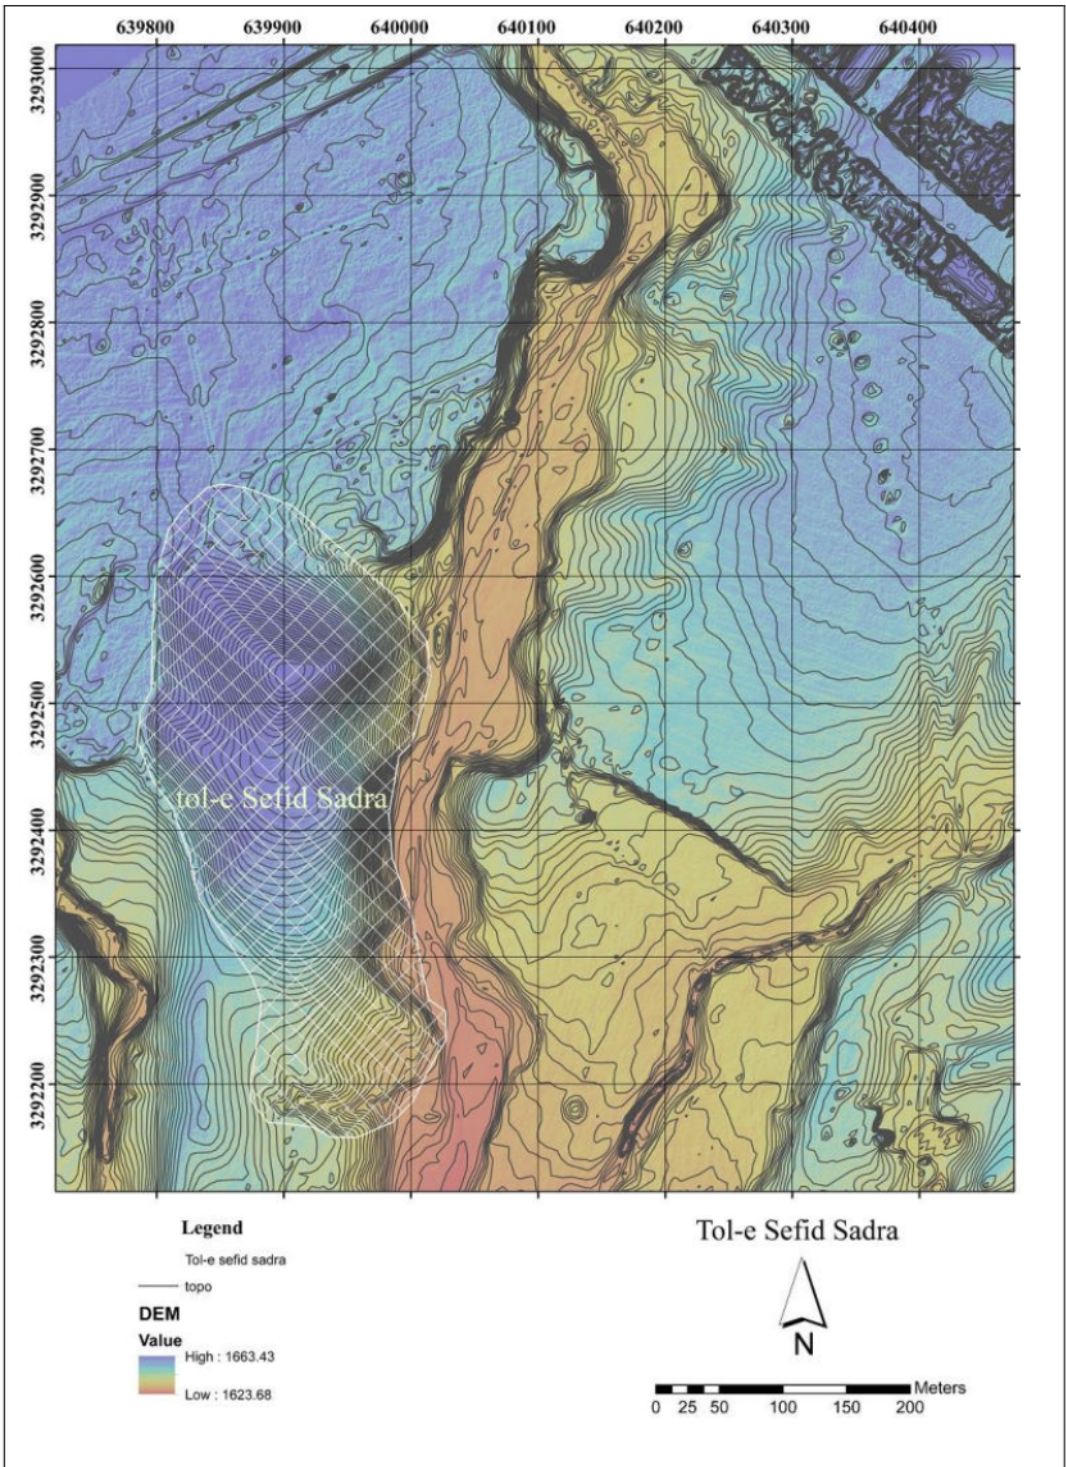 639800 639900 640000 640100 640200 640300 640400
3293000
3292900
3292800
3292700
3292600
3292500
3292400
3292300
3292200
tol-e Sefid Sadra
Legend
Tol-e sefid sadra
topo
DEM
Value
High : 1663.43
Low : 1623.68
Tol-e Sefid Sadra
N
Meters
0 25 50 100 150 200